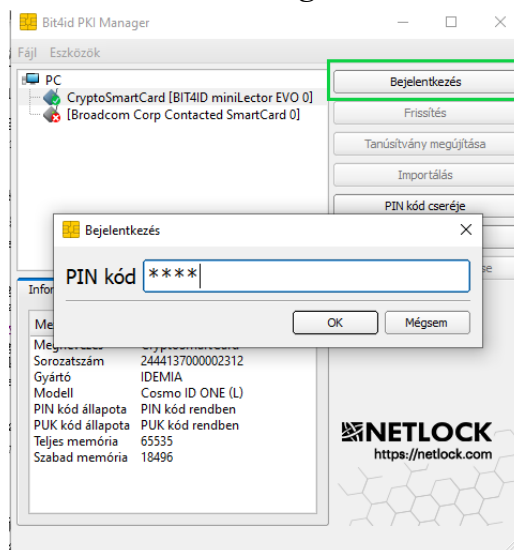 Bit4id PKI Manager
Fájl Eszközök
PC
CryptoSmartCard [BIT4ID miniLector EVO 0]
[Broadcom Corp Contacted SmartCard 0]
Bejelentkezés
Frissítés
Tanúsítvány megújítása
Importálás
PIN kód cseréje
Bejelentkezés
PIN kód ****
OK Mégsem
Sorozatszám 2444137000002312
Gyártó IDEMIA
Modell Cosmo ID ONE (L)
PIN kód állapota PIN kód rendben
PUK kód állapota PUK kód rendben
Teljes memória 65535
Szabad memória 18496
NETLOCK
https://netlock.com